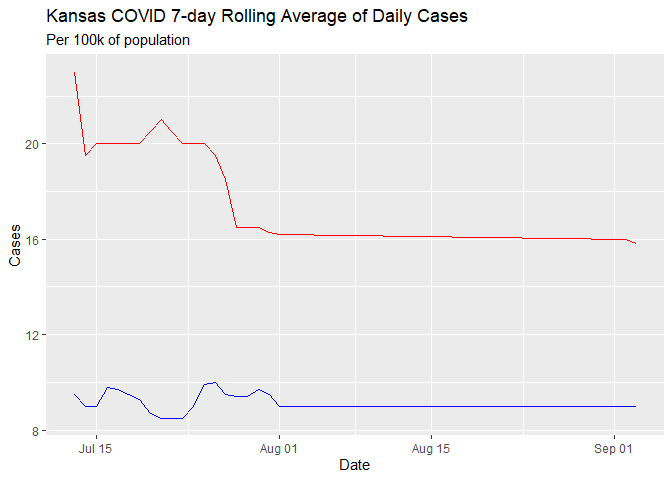 Kansas COVID 7-day Rolling Average of Daily Cases
Per 100k of population
20
16
12
8
Cases
Jul 15
Aug 01
Aug 15
Sep 01
Date